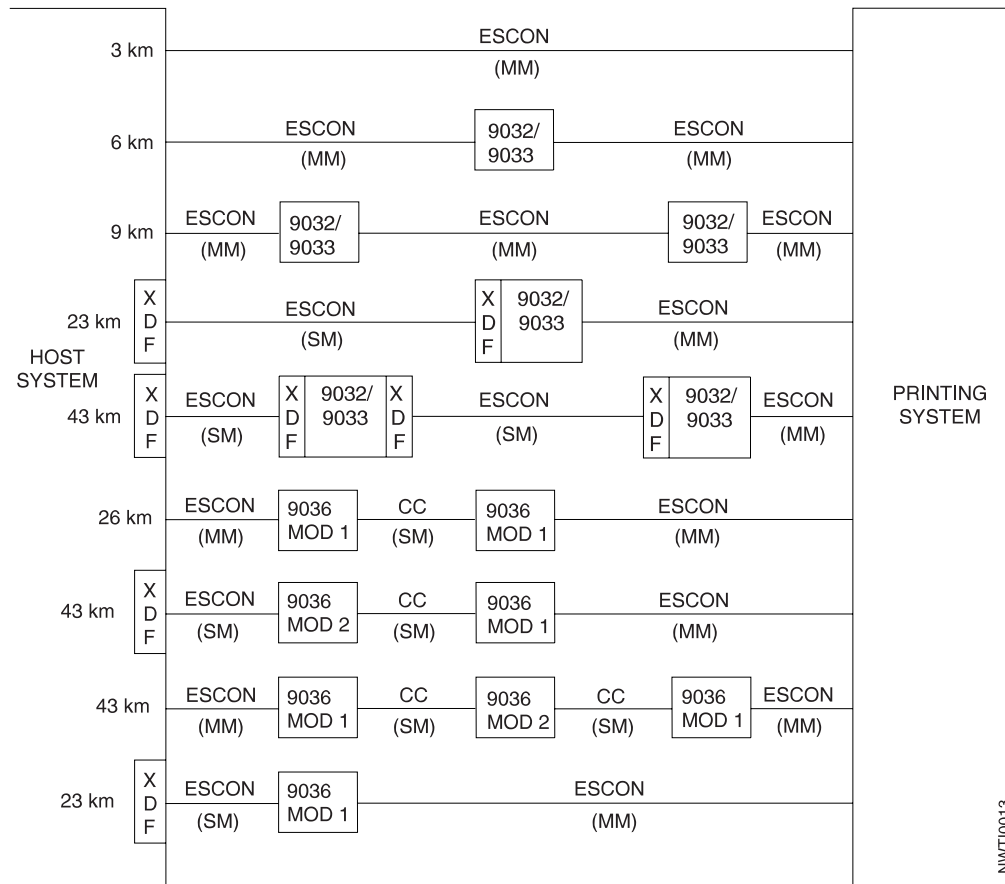 ESCON
3 km
(MM)
ESCON 9032/ ESCON
6 km 9033
(MM) (MM)
ESCON 9032/ ESCON 9032/ ESCON
9 km 9033 9033
(MM) (MM) (MM)
X ESCON X 9032/ ESCON
23 km D D 9033
F (SM) F (MM)
HOST
SYSTEM
X ESCON X 9032/ X ESCON X 9032/ ESCON
43 km D D 9033 D D 9033
F (SM) F F (SM) F (MM)
PRINTING
SYSTEM
ESCON 9036 CC 9036 ESCON
26 km MOD 1 MOD 1
(MM) (SM) (MM)
X ESCON 9036 CC 9036 ESCON
43 km D MOD 2 MOD 1
F (SM) (SM) (MM)
ESCON 9036 CC 9036 CC 9036 ESCON
43 km MOD 1 MOD 2 MOD 1
(MM) (SM) (SM) (MM)
X ESCON 9036 ESCON
23 km D MOD 1
F (SM) (MM)